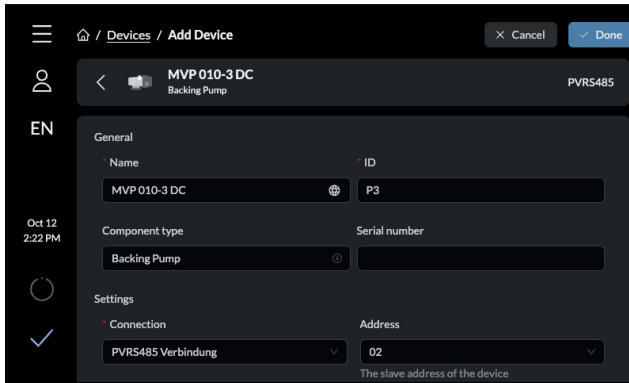 / Devices / Add Device
× Cancel
✓ Done
MVP 010-3 DC
Backing Pump
PVRS485
EN
General
* Name
* ID
MVP 010-3 DC
P3
Oct 12
2:22 PM
Component type
Serial number
Backing Pump
Settings
* Connection
Address
PVRS485 Verbindung
02
The slave address of the device